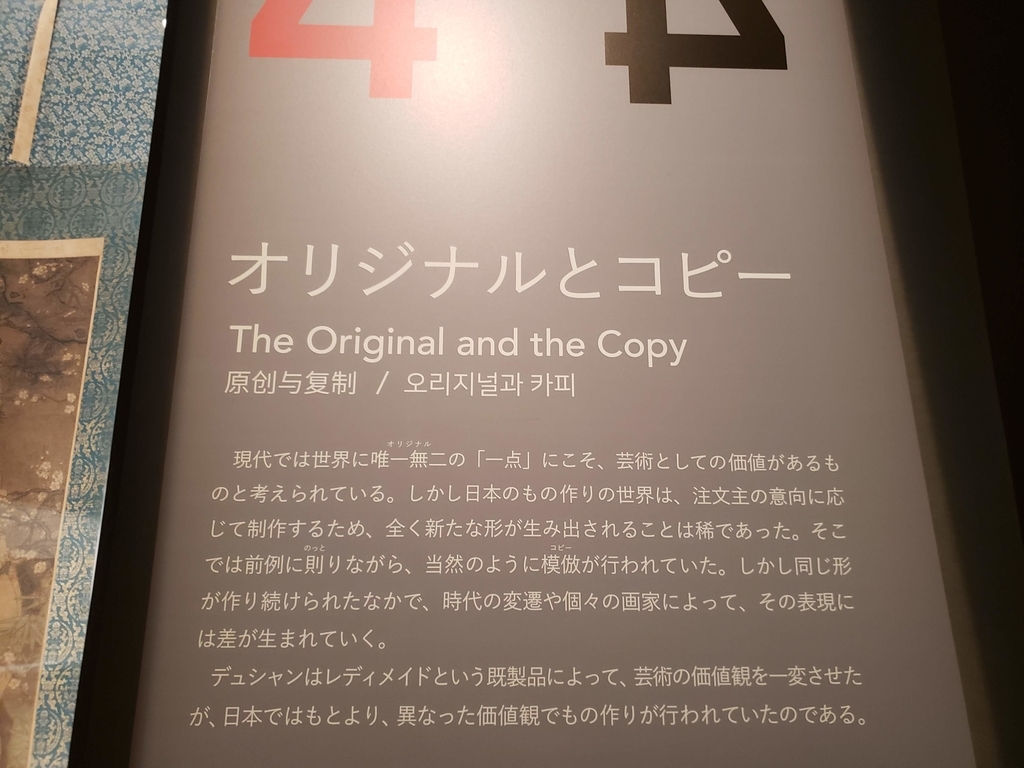 4 4
オリジナルとコピー
The Original and the Copy
原创与复制 / 오리지널과 카피
オリジナル
現代では世界に唯一無二の「一点」にこそ、芸術としての価値があるも
のと考えられている。しかし日本のもの作りの世界は、注文主の意向に応
じて制作するため、全く新たな形が生み出されることは稀であった。そこ
のっと コピー
では前例に則りながら、当然のように模倣が行われていた。しかし同じ形
が作り続けられたなかで、時代の変遷や個々の画家によって、その表現に
は差が生まれていく。
デュシャンはレディメイドという既製品によって、芸術の価値観を一変させた
が、日本ではもとより、異なった価値観でもの作りが行われていたのである。